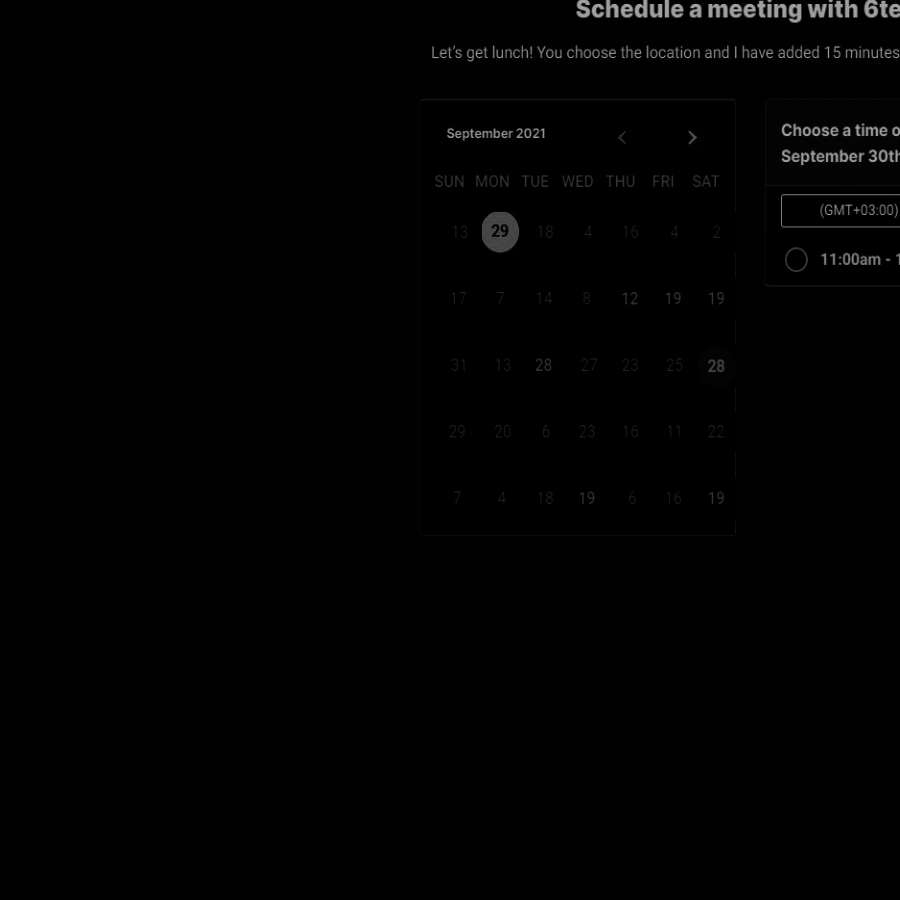 Schedule a meeting with 6te
Let's get lunch! You choose the location and I have added 15 minutes
September 2021
SUN MON TUE WED THU FRI SAT
13 29 18 4 16 4 2
17 7 14 8 12 19 19
31 13 28 27 23 25 28
29 20 6 23 16 11 22
7 4 18 19 6 16 19
Choose a time o
September 30th
(GMT+03:00)
11:00am - 1